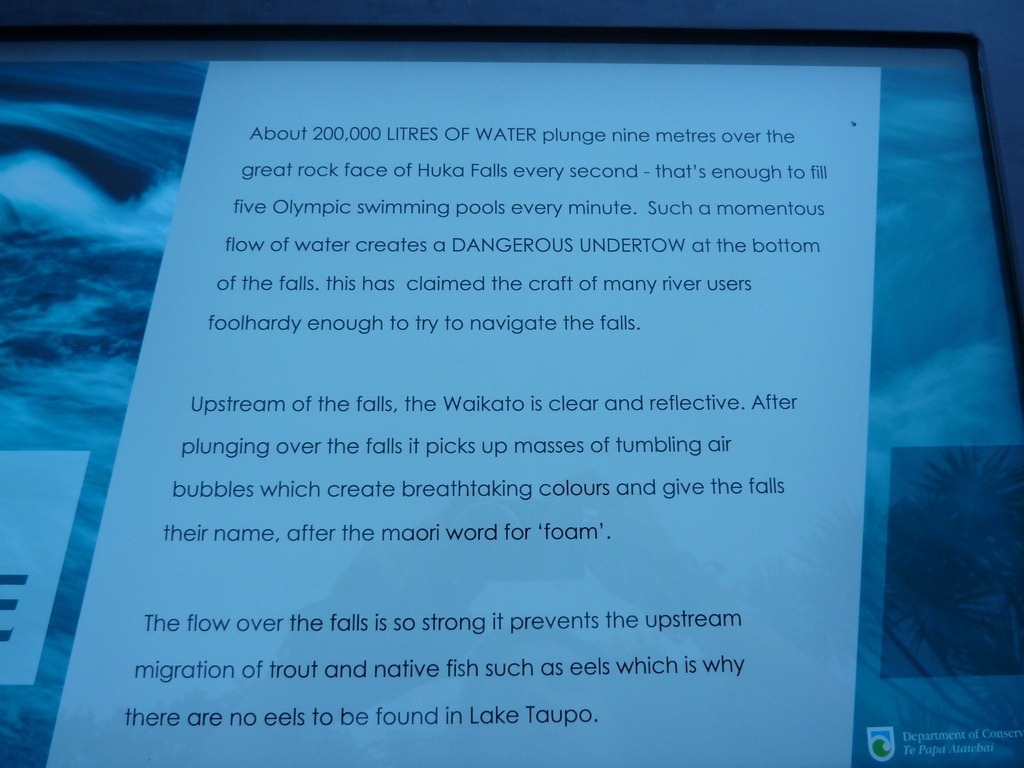 About 200,000 LITRES OF WATER plunge nine metres over the
great rock face of Huka Falls every second - that's enough to fill
five Olympic swimming pools every minute. Such a momentous
flow of water creates a DANGEROUS UNDERTOW at the bottom
of the falls. this has claimed the craft of many river users
foolhardy enough to try to navigate the falls.
Upstream of the falls, the Waikato is clear and reflective. After
plunging over the falls it picks up masses of tumbling air
bubbles which create breathtaking colours and give the falls
their name, after the maori word for 'foam'.
The flow over the falls is so strong it prevents the upstream
migration of trout and native fish such as eels which is why
there are no eels to be found in Lake Taupo.
E
Department of Conserv
Te Papa Atawhai